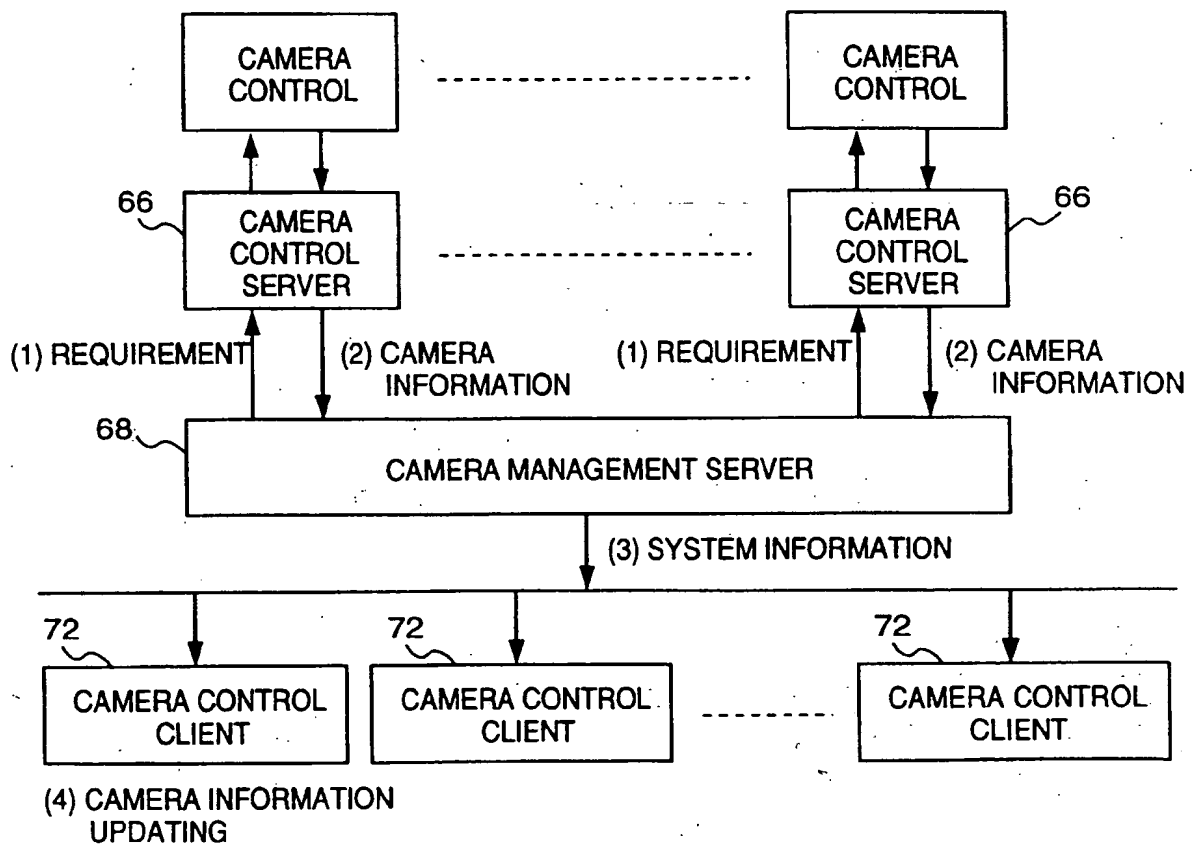 CAMERA
CONTROL
CAMERA
CONTROL
66
CAMERA
CONTROL
SERVER
CAMERA
CONTROL
SERVER
66
(1) REQUIREMENT
(2) CAMERA
INFORMATION
(1) REQUIREMENT
(2) CAMERA
INFORMATION
68
CAMERA MANAGEMENT SERVER
(3) SYSTEM INFORMATION
72
CAMERA CONTROL
CLIENT
72
CAMERA CONTROL
CLIENT
72
CAMERA CONTROL
CLIENT
(4) CAMERA INFORMATION
UPDATING